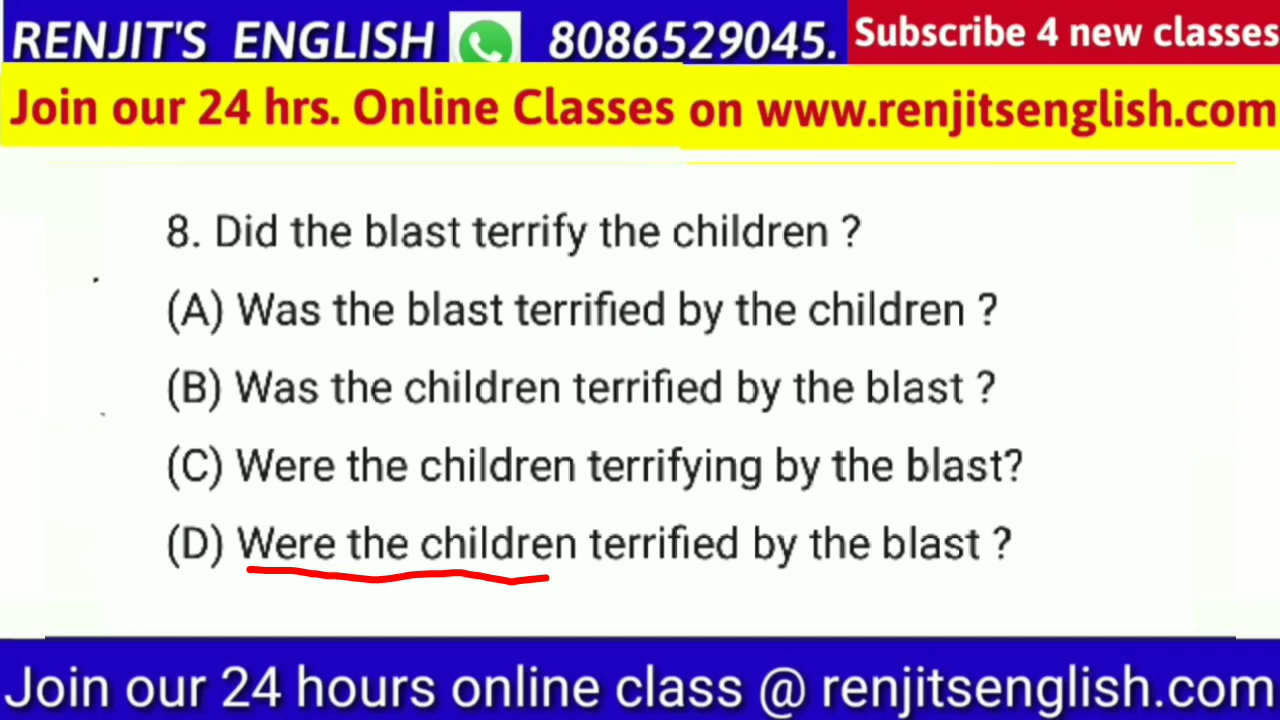 RENJIT'S ENGLISH 8086529045. Subscribe 4 new classes
Join our 24 hrs. Online Classes on www.renjitsenglish.com
8. Did the blast terrify the children ?
(A) Was the blast terrified by the children ?
(B) Was the children terrified by the blast ?
(C) Were the children terrifying by the blast?
(D) Were the children terrified by the blast ?
Join our 24 hours online class @ renjitsenglish.com